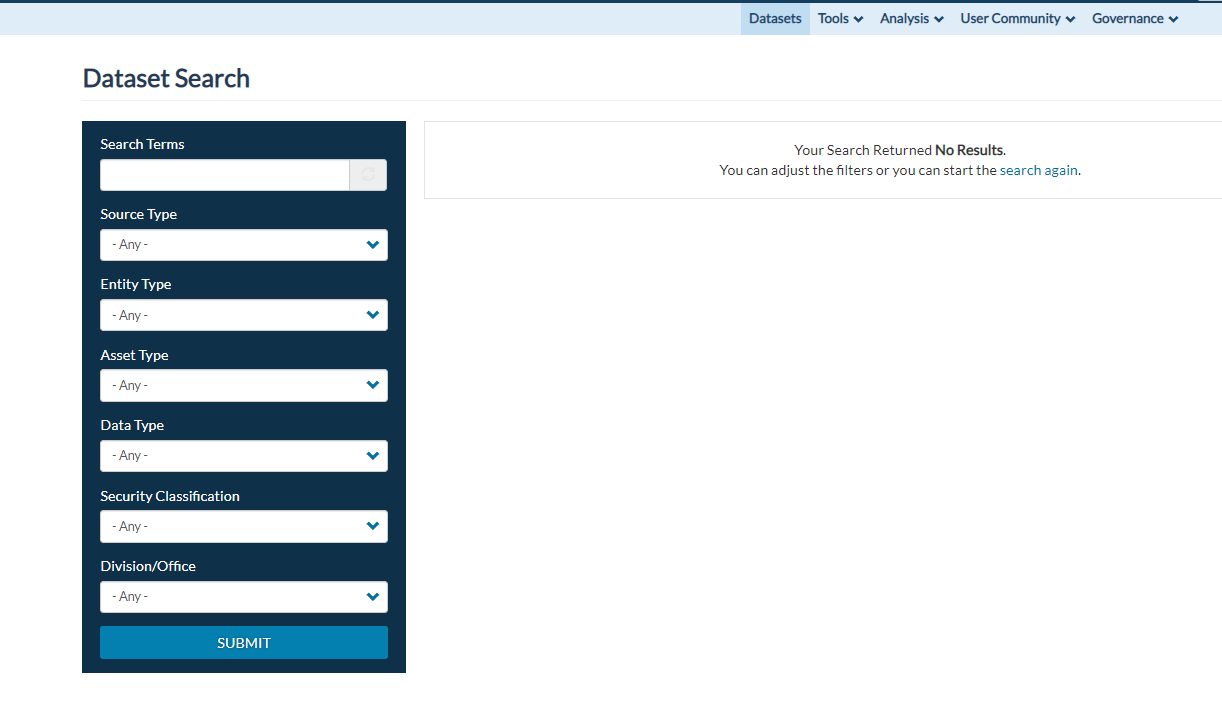 Datasets Tools Analysis User Community Governance
Dataset Search
Search Terms
Source Type
- Any -
Entity Type
- Any -
Asset Type
- Any -
Data Type
- Any -
Security Classification
- Any -
Division/Office
- Any -
SUBMIT
Your Search Returned No Results.
You can adjust the filters or you can start the search again.